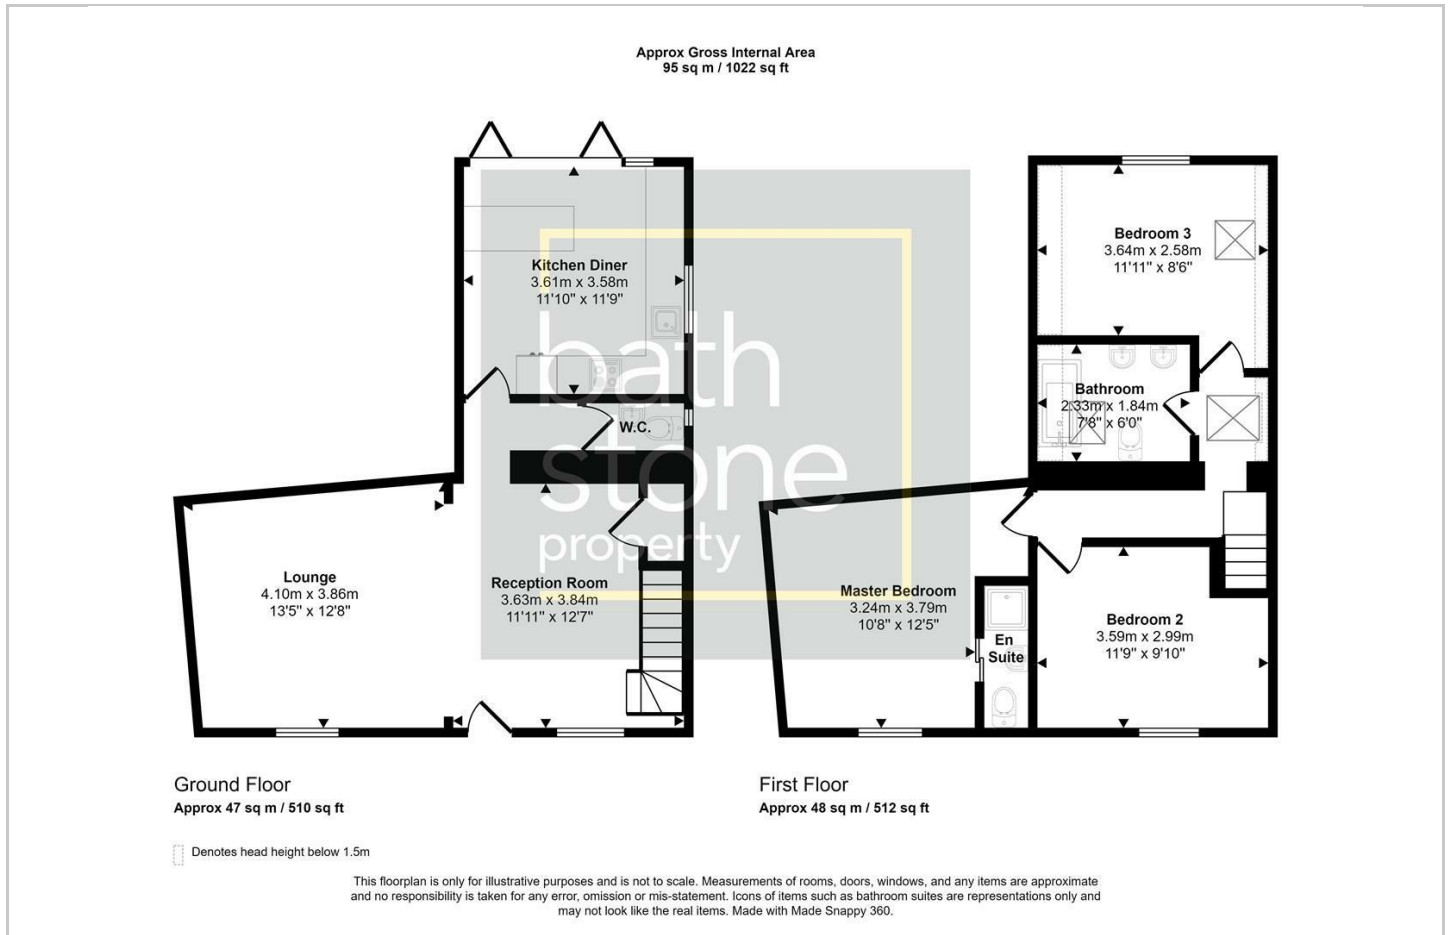 Approx Gross Internal Area
95 sq m / 1022 sq ft
Kitchen Diner
3.61m x 3.58m
11'10" x 11'9"
W.C.
Lounge
4.10m x 3.86m
13'5" x 12'8"
Reception Room
3.63m x 3.84m
11'11" x 12'7"
bath
stone
property
Bedroom 3
3.64m x 2.58m
11'11" x 8'6"
Bathroom
2.33m x 1.84m
7'8" x 6'0"
Master Bedroom
3.24m x 3.79m
10'8" x 12'5"
En
Suite
Bedroom 2
3.59m x 2.99m
11'9" x 9'10"
Ground Floor
Approx 47 sq m / 510 sq ft
First Floor
Approx 48 sq m / 512 sq ft
Denotes head height below 1.5m
This floorplan is only for illustrative purposes and is not to scale. Measurements of rooms, doors, windows, and any items are approximate
and no responsibility is taken for any error, omission or mis-statement. Icons of items such as bathroom suites are representations only and
may not look like the real items. Made with Made Snappy 360.